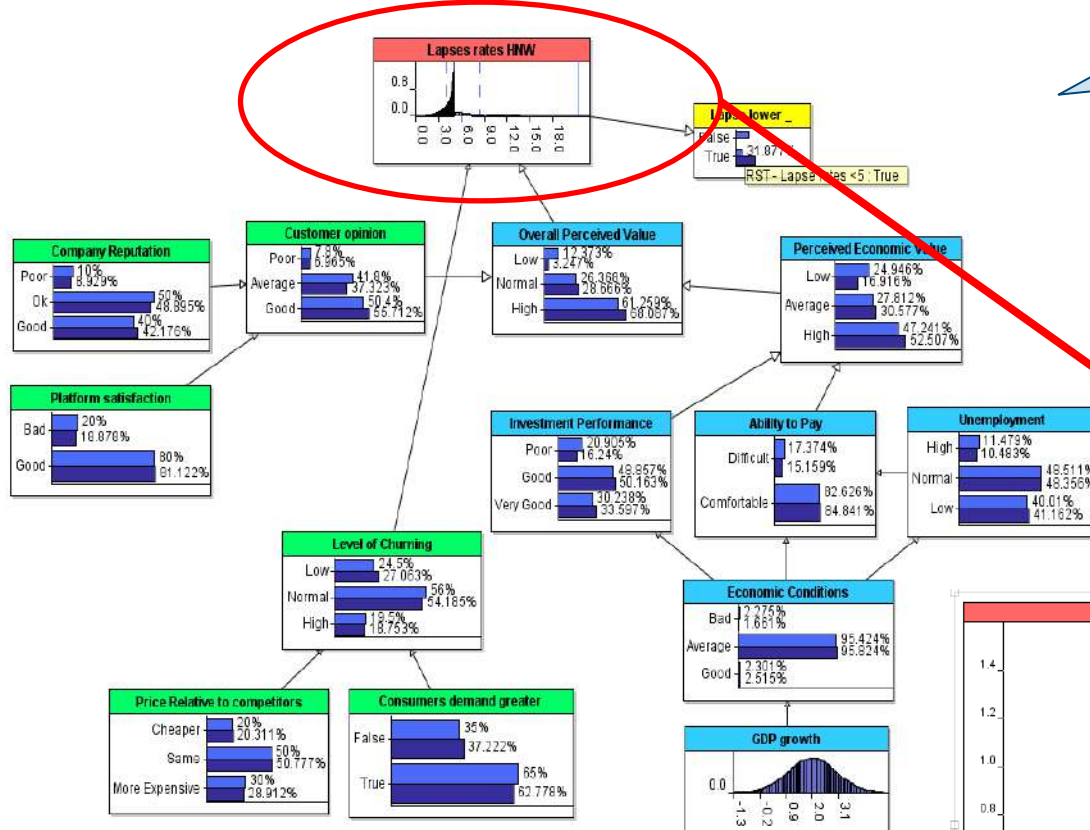 Lapses rates HNW
0.8
0.0
0.0 3.0 6.0 9.0 12.0 15.0 18.0
lower _
True 31.877%
RST - Lapse rates <5 : True
Company Reputation
Poor 10%
8.929%
Ok 50%
48.895%
Good 40%
42.176%
Customer opinion
Poor 7.8%
6.965%
Average 41.8%
37.323%
Good 50.4%
55.712%
Overall Perceived Value
Low 12.373%
3.247%
Normal 26.368%
28.666%
High 61.259%
68.087%
Perceived Economic Value
Low 24.946%
16.916%
Average 27.812%
30.577%
High 47.241%
52.507%
Platform satisfaction
Bad 20%
18.878%
Good 80%
81.122%
Investment Performance
Poor 20.905%
16.24%
Good 48.857%
50.163%
Very Good 30.238%
33.597%
Ability to Pay
Difficult 17.374%
15.159%
Comfortable 82.626%
84.841%
Unemployment
High 11.479%
10.483%
Normal 48.511%
48.356%
Low 40.01%
41.162%
Level of Churning
Low 24.5%
27.063%
Normal 56%
54.185%
High 19.5%
18.753%
Economic Conditions
Bad 2.275%
1.661%
Average 95.424%
95.824%
Good 2.301%
2.515%
Price Relative to competitors
Cheaper 20%
20.311%
Same 50%
50.777%
More Expensive 30%
28.912%
Consumers demand greater
False 35%
37.222%
True 65%
62.778%
GDP growth
0.0
-1.3 -0.2 0.9 2.0 3.1
1.4
1.2
1.0
0.8